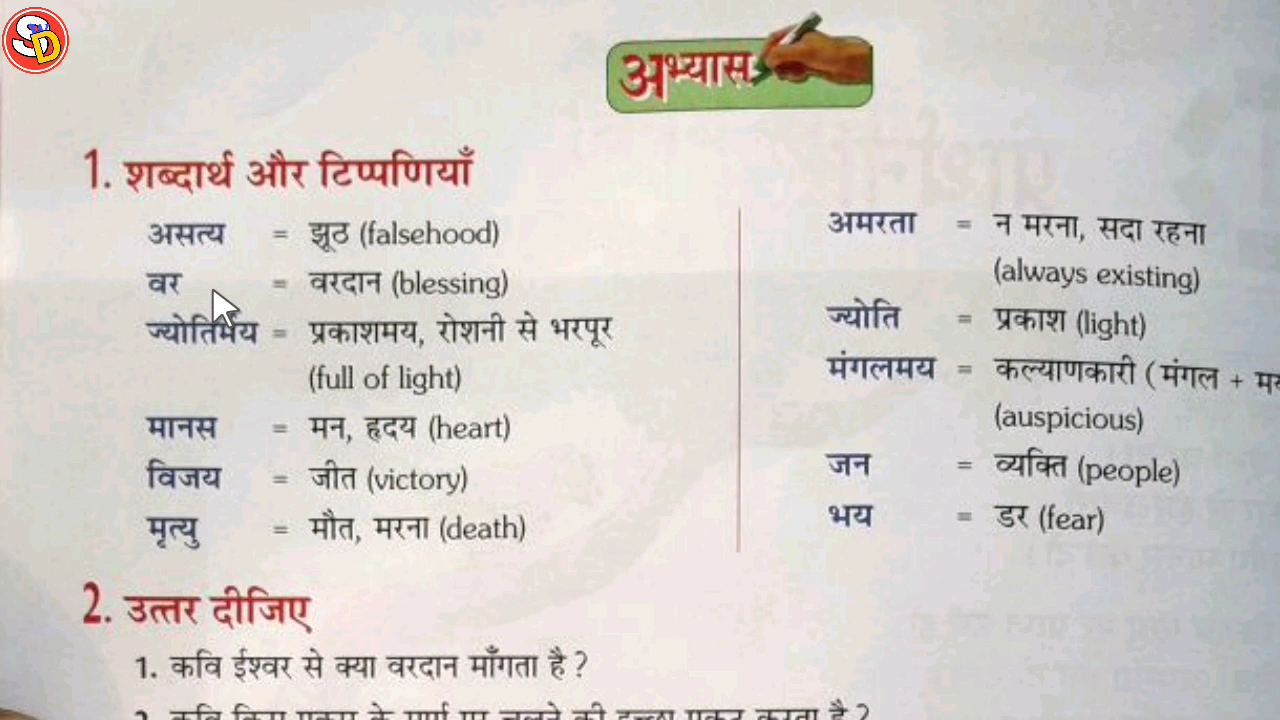 SD
अभ्यास
1. शब्दार्थ और टिप्पणियाँ
असत्य = झूठ (falsehood)
वर = वरदान (blessing)
ज्योतिर्मय = प्रकाशमय, रोशनी से भरपूर
(full of light)
मानस = मन, हृदय (heart)
विजय = जीत (victory)
मृत्यु = मौत, मरना (death)
अमरता = न मरना, सदा रहना
(always existing)
ज्योति = प्रकाश (light)
मंगलमय = कल्याणकारी ( मंगल +
(auspicious)
जन = व्यक्ति (people)
भय = डर (fear)
2. उत्तर दीजिए
1. कवि ईश्वर से क्या वरदान माँगता है ?